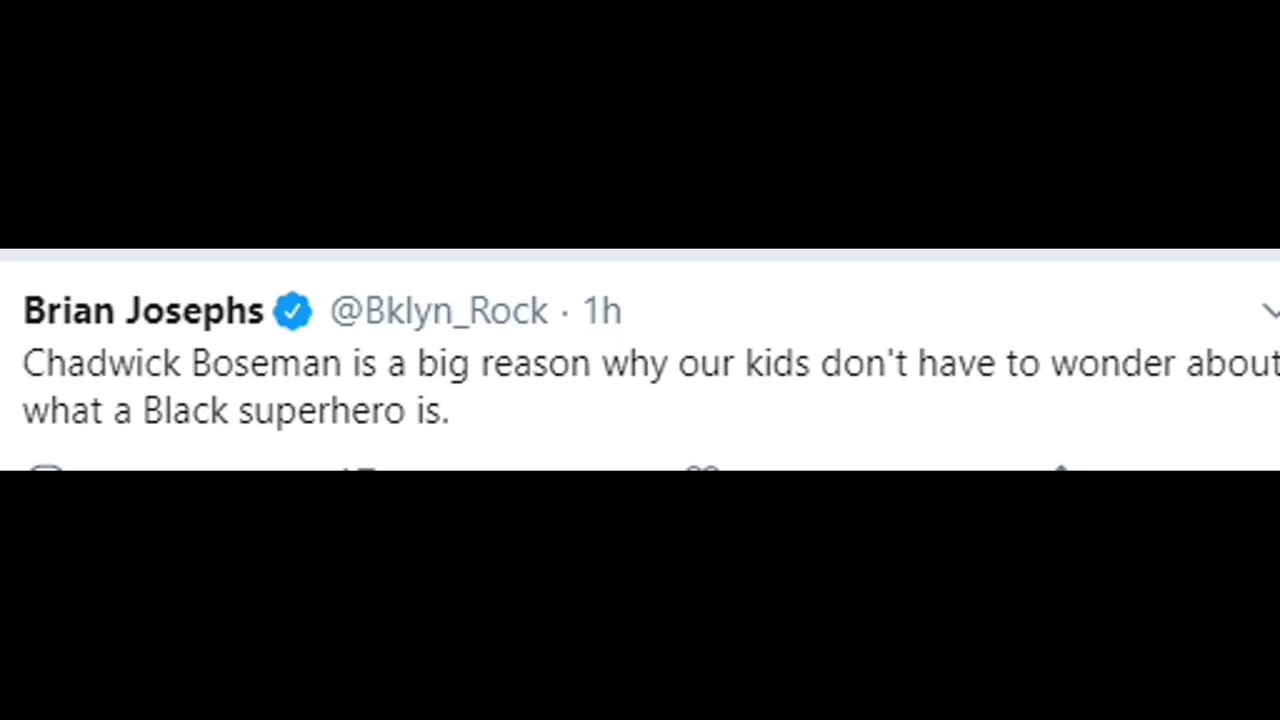 Brian Josephs @Bklyn_Rock · 1h
Chadwick Boseman is a big reason why our kids don't have to wonder about
what a Black superhero is.